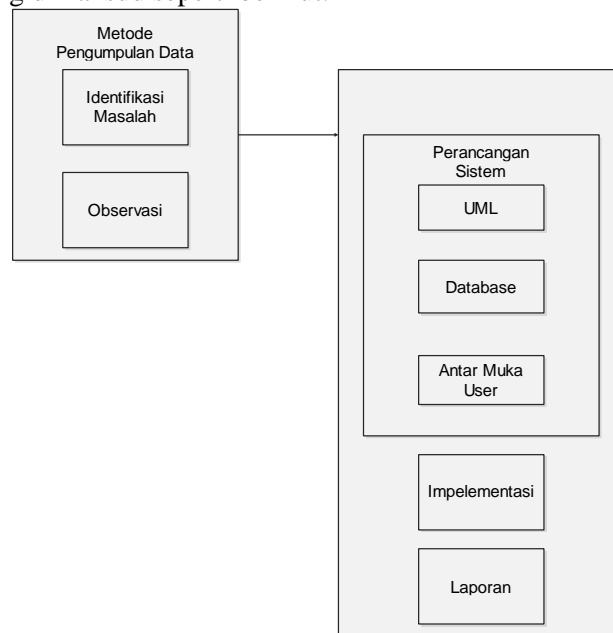 Metode
Pengumpulan Data
Identifikasi
Masalah
Observasi
Perancangan
Sistem
UML
Database
Antar Muka
User
Impelementasi
Laporan